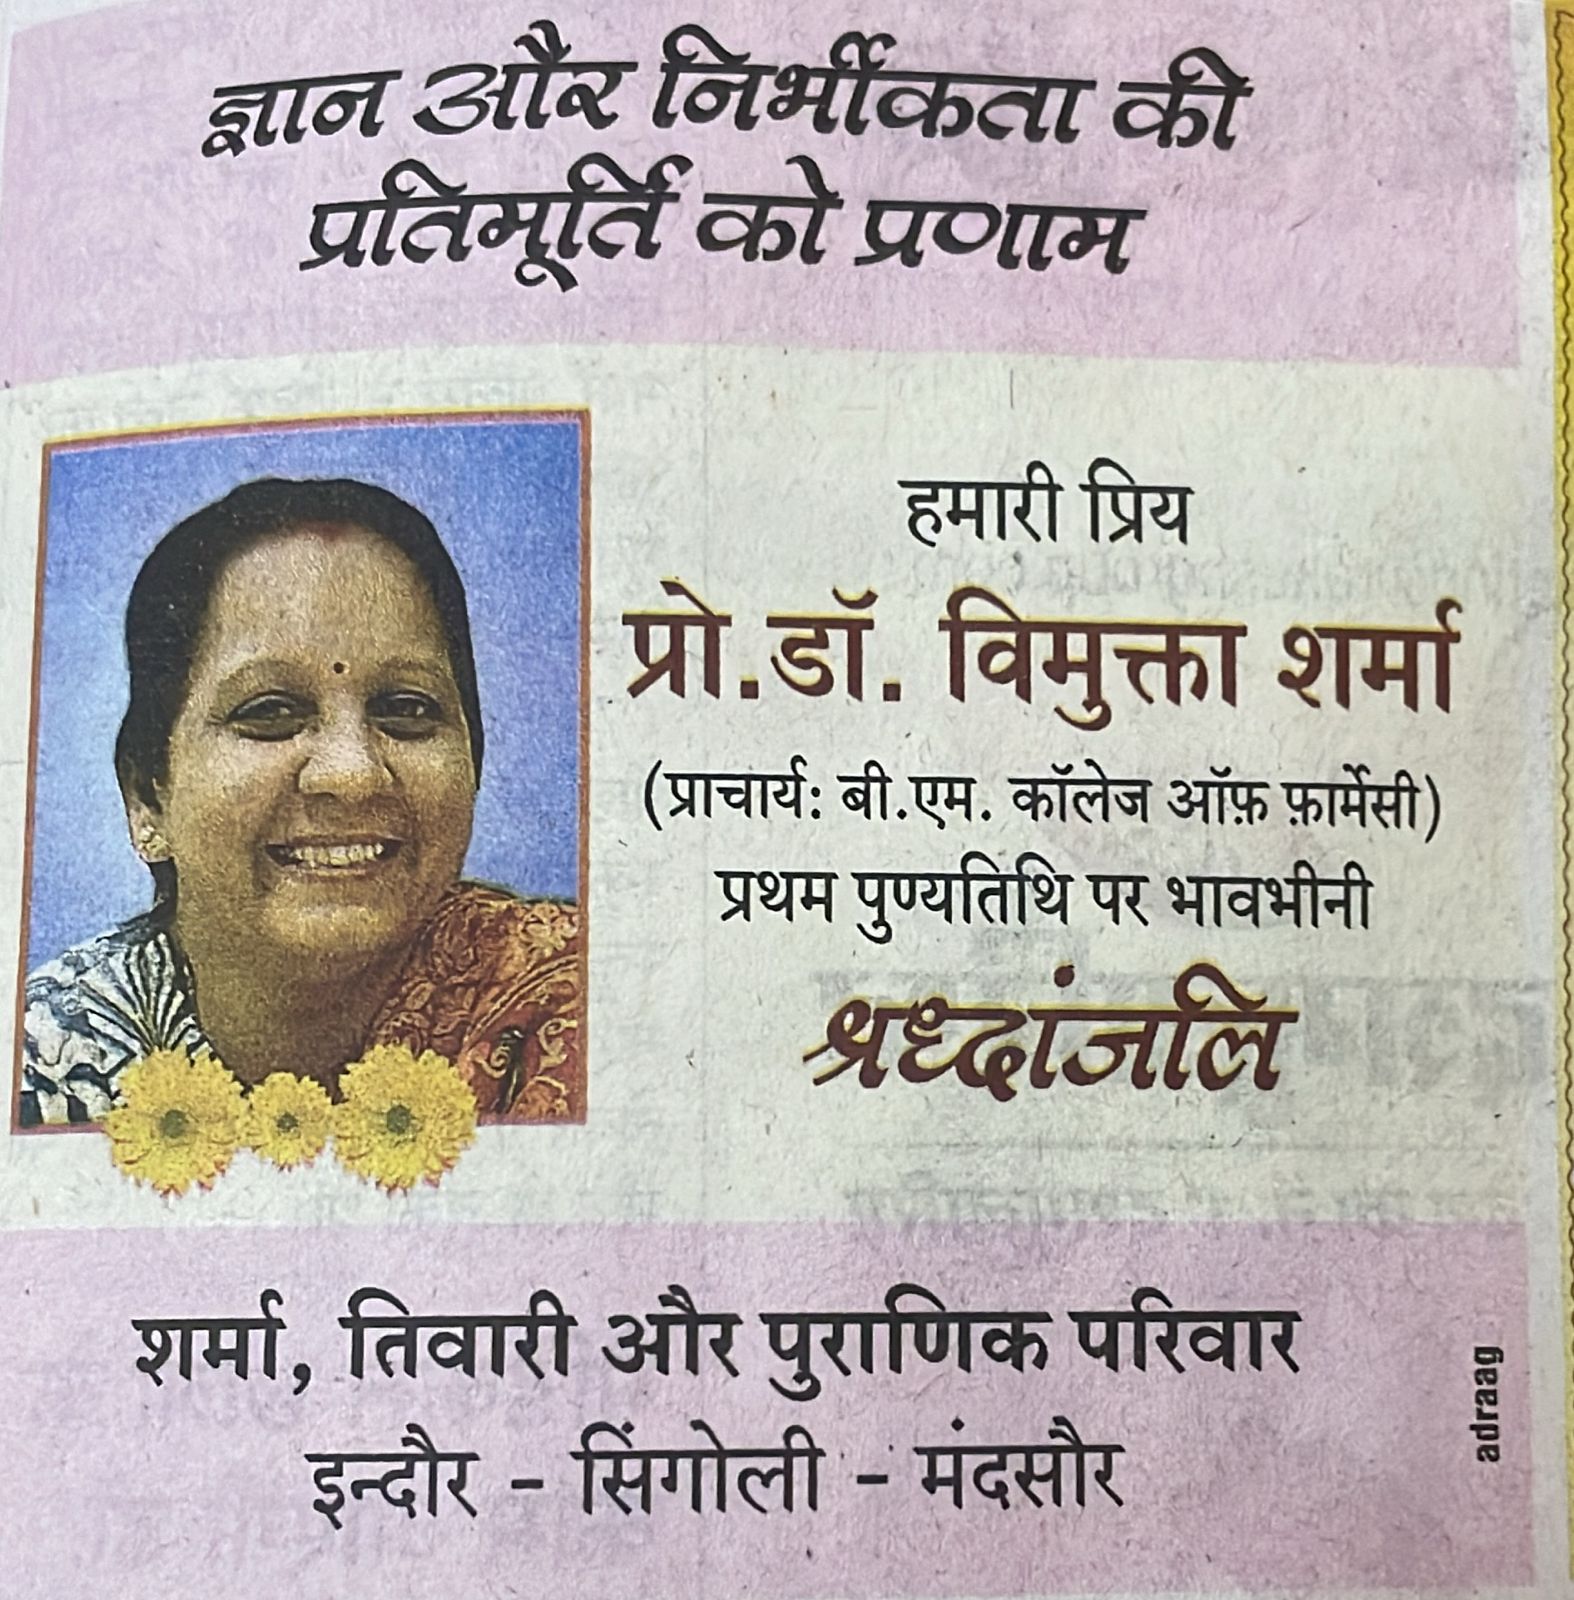 ज्ञान और निर्भीकता की
प्रतिमूर्ति को प्रणाम
हमारी प्रिय
प्रो.डॉ. विमुक्ता शर्मा
(प्राचार्य: बी.एम. कॉलेज ऑफ़ फ़ार्मेसी)
प्रथम पुण्यतिथि पर भावभीनी
श्रध्दांजलि
शर्मा, तिवारी और पुराणिक परिवार
इन्दौर - सिंगोली - मंदसौर
adraag